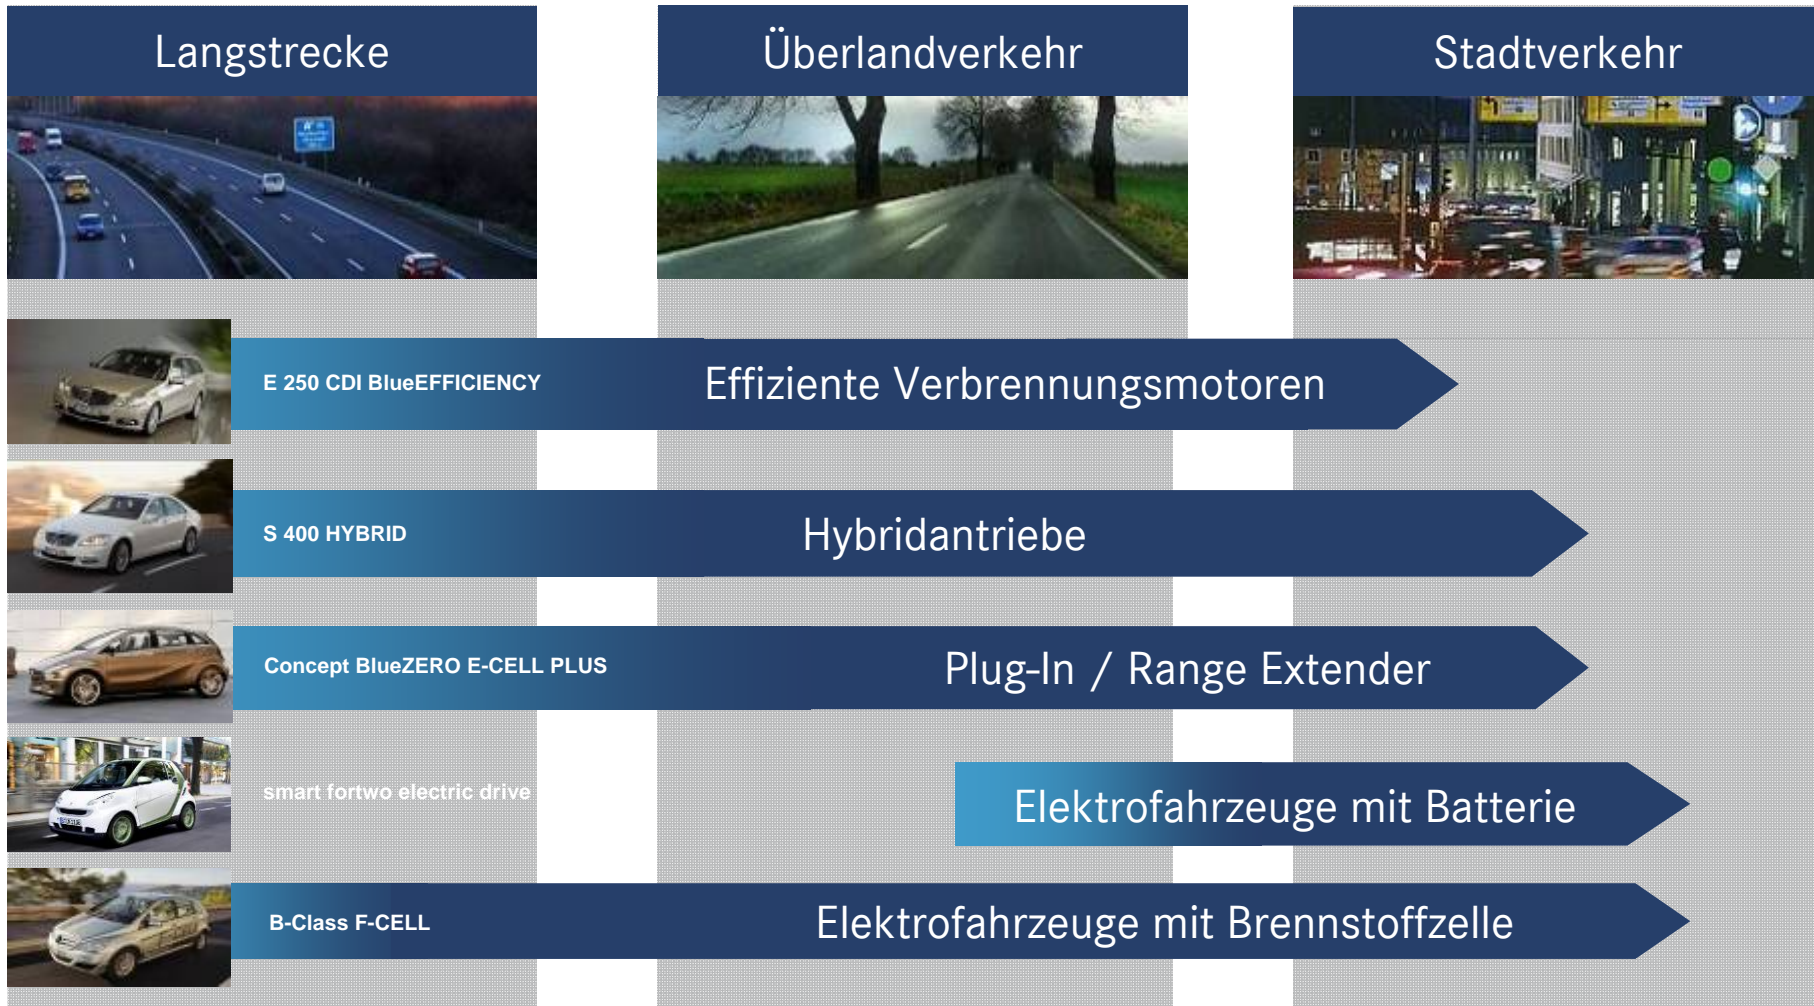 Langstrecke
Überlandverkehr
Stadtverkehr
E 250 CDI BlueEFFICIENCY
Effiziente Verbrennungsmotoren
S 400 HYBRID
Hybridantriebe
Concept BlueZERO E-CELL PLUS
Plug-In / Range Extender
smart fortwo electric drive
Elektrofahrzeuge mit Batterie
B-Class F-CELL
Elektrofahrzeuge mit Brennstoffzelle